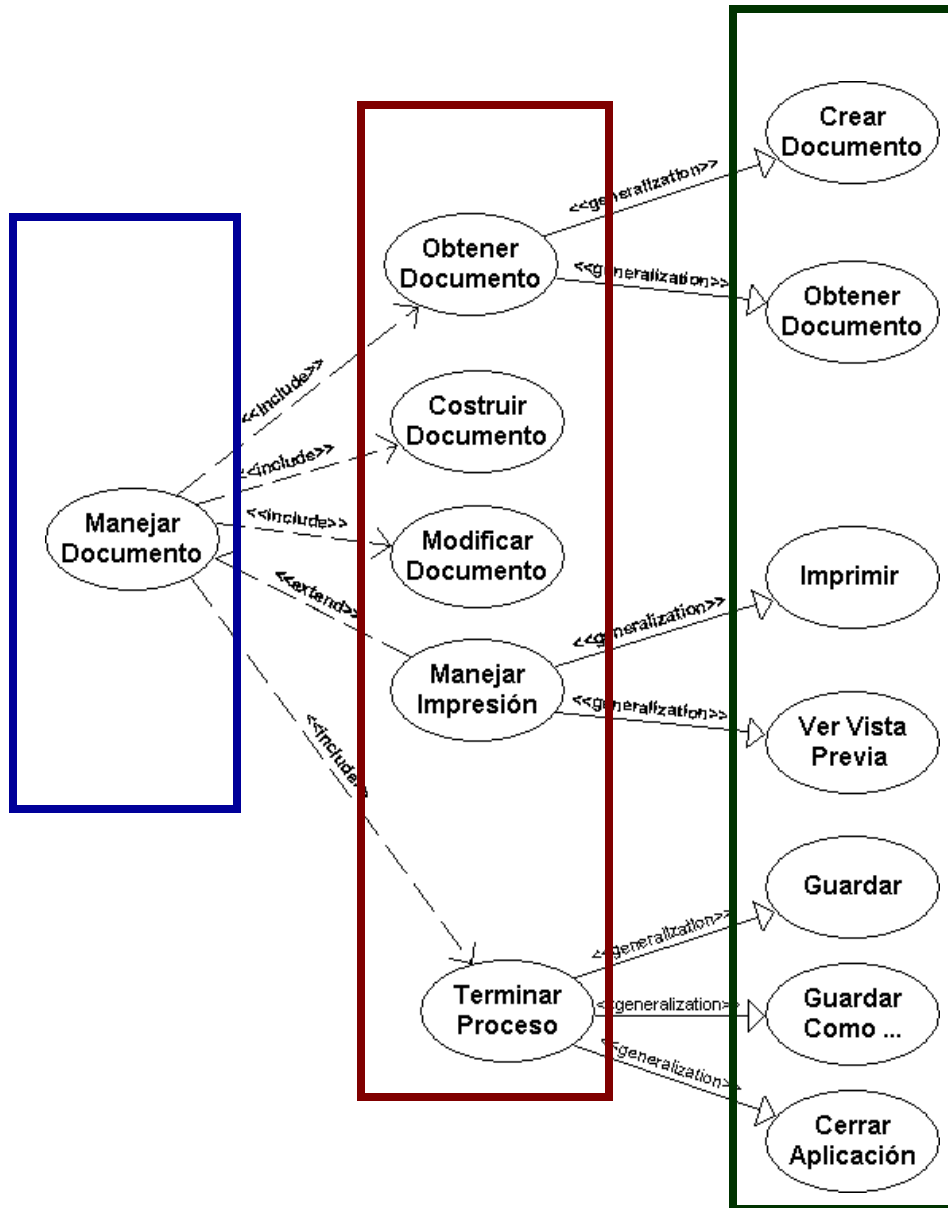 Crear
Documento
<<generalization>>
Obtener
Documento
<<generalization>>
Obtener
Documento
<<include>>
Costruir
Documento
<<include>>
Manejar
Documento
<<include>>
Modificar
Documento
Imprimir
<<extend>>
<<generalization>>
Manejar
Impresión
<<generalization>>
Ver Vista
Previa
<<include>>
Guardar
<<generalization>>
Terminar
Proceso
<<generalization>>
Guardar
Como ...
<<generalization>>
Cerrar
Aplicación